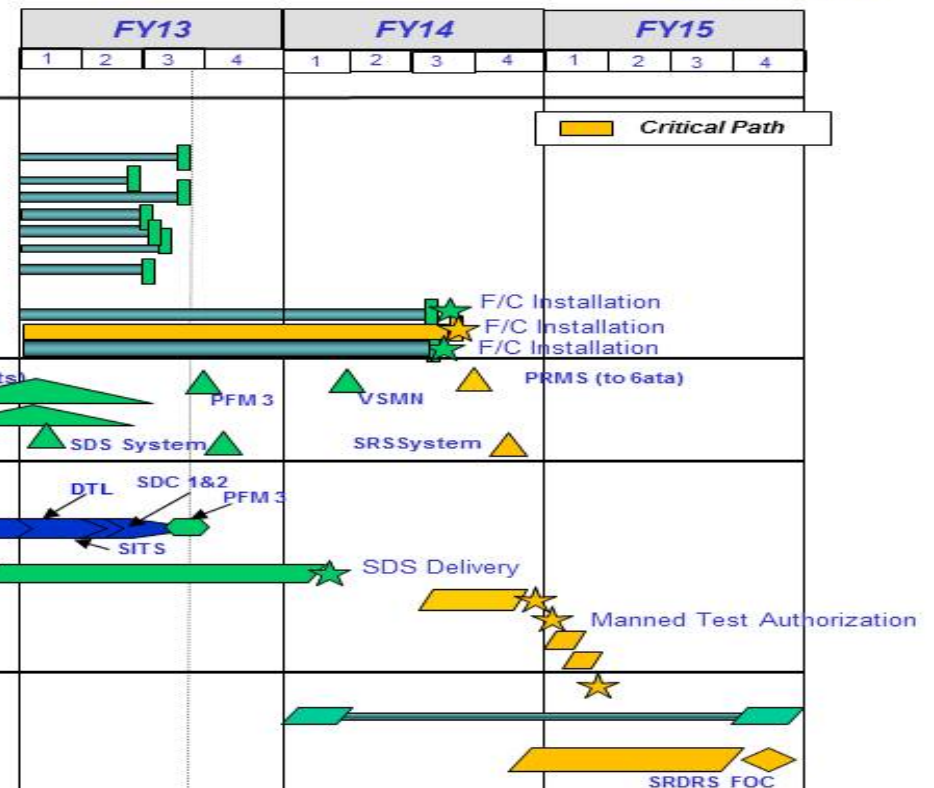 FY13 FY14 FY15
1 2 3 4 1 2 3 4 1 2 3 4
Critical Path
F/C Installation
F/C Installation
F/C Installation
ts)
PFM 3
VSMN
PRMS (to 6ata)
SDS System
SRSSystem
DTL
SDC 1&2
PFM 3
SITS
SDS Delivery
Manned Test Authorization
SRDRS FOC